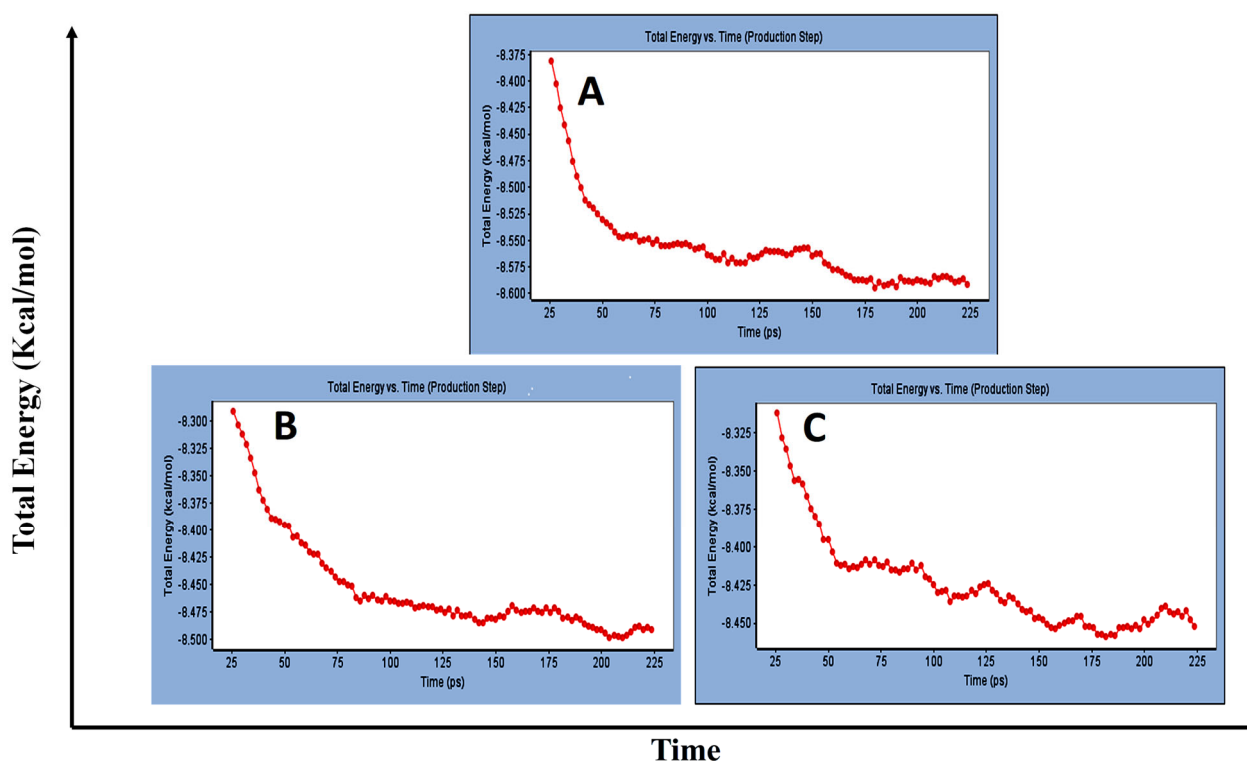 Total Energy (Kcal/mol)
Total Energy vs. Time (Production Step)
A
Total Energy (kcal/mol)
-8.375
-8.400
-8.425
-8.450
-8.475
-8.500
-8.525
-8.550
-8.575
-8.600
25 50 75 100 125 150 175 200 225
Time (ps)
Total Energy vs. Time (Production Step)
B
Total Energy (kcal/mol)
-8.300
-8.325
-8.350
-8.375
-8.400
-8.425
-8.450
-8.475
-8.500
25 50 75 100 125 150 175 200 225
Time (ps)
Total Energy vs. Time (Production Step)
C
Total Energy (kcal/mol)
-8.325
-8.350
-8.375
-8.400
-8.425
-8.450
25 50 75 100 125 150 175 200 225
Time (ps)
Time